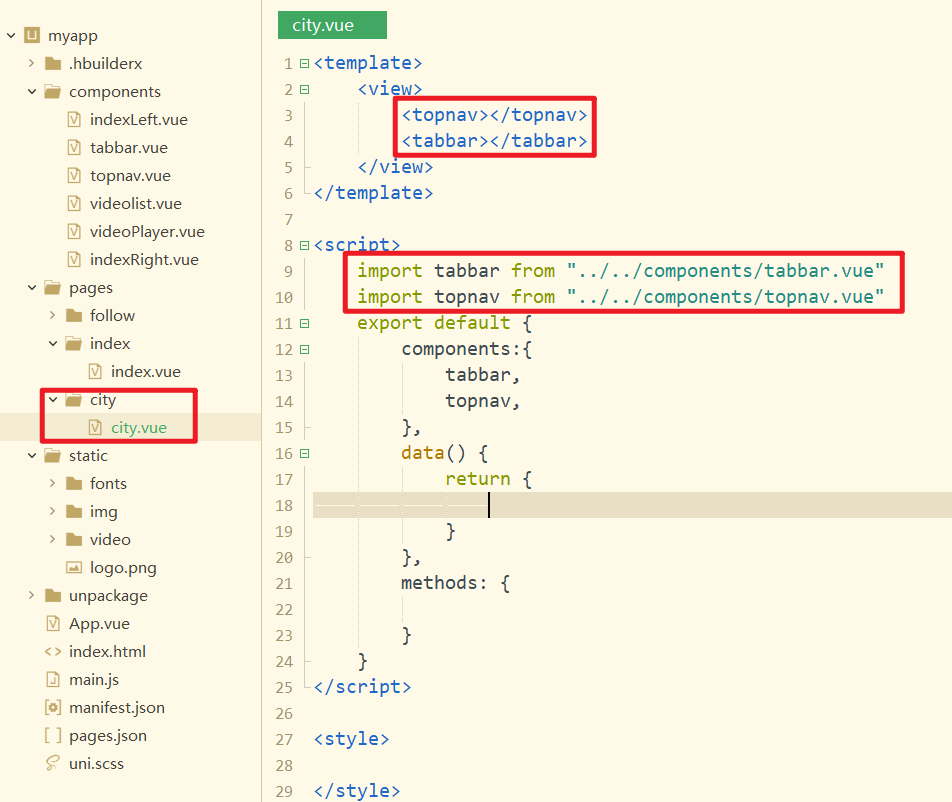 myapp
.hbuilderx
components
indexLeft.vue
tabbar.vue
topnav.vue
videolist.vue
videoPlayer.vue
indexRight.vue
pages
follow
index
index.vue
city
city.vue
static
fonts
img
video
logo.png
unpackage
App.vue
index.html
main.js
manifest.json
pages.json
uni.scss
city.vue
1 <template>
2 <view>
3 <topnav></topnav>
4 <tabbar></tabbar>
5 </view>
6 </template>
7
8 <script>
9 import tabbar from "../../components/tabbar.vue"
10 import topnav from "../../components/topnav.vue"
11 export default {
12 components:{
13 tabbar,
14 topnav,
15 },
16 data() {
17 return {
18
19 }
20 },
21 methods: {
22
23 }
24 }
25 </script>
26
27 <style>
28
29 </style>